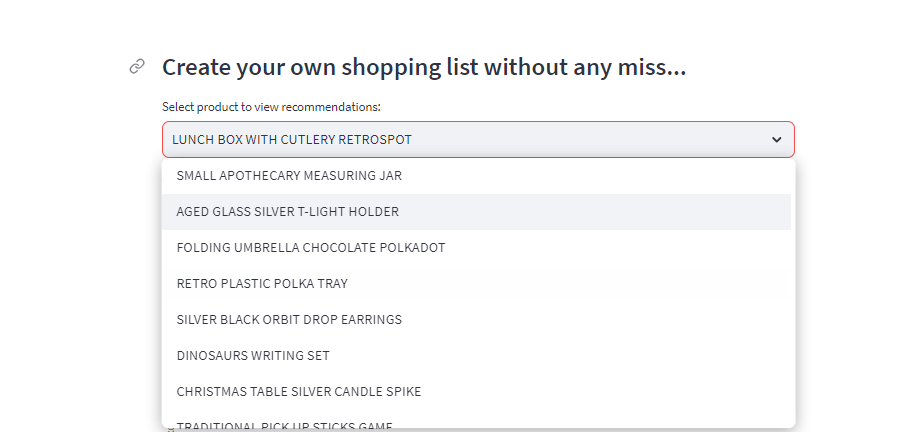 Create your own shopping list without any miss...
Select product to view recommendations:
LUNCH BOX WITH CUTLERY RETROSPOT
SMALL APOTHECARY MEASURING JAR
AGED GLASS SILVER T-LIGHT HOLDER
FOLDING UMBRELLA CHOCOLATE POLKADOT
RETRO PLASTIC POLKA TRAY
SILVER BLACK ORBIT DROP EARRINGS
DINOSAURS WRITING SET
CHRISTMAS TABLE SILVER CANDLE SPIKE
TRADITIONAL PICK UP STICKS GAME